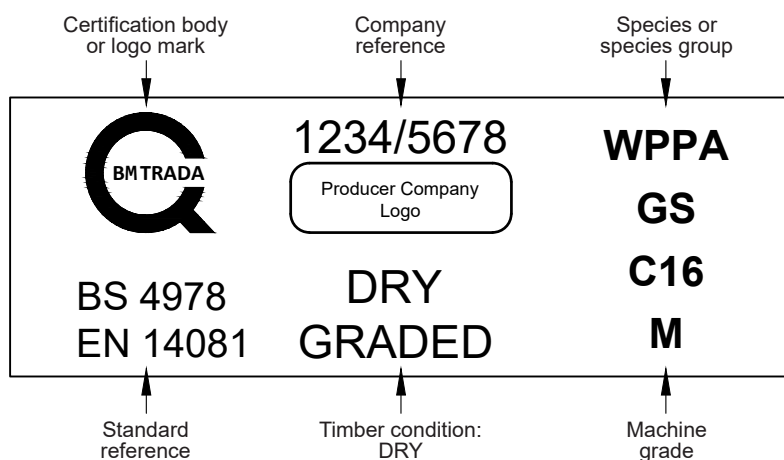 Certification body
or logo mark
Company
reference
Species or
species group
BMTRADA
1234/5678
Producer Company
Logo
WPPA
GS
C16
M
BS 4978
EN 14081
DRY
GRADED
Standard
reference
Timber condition:
DRY
Machine
grade